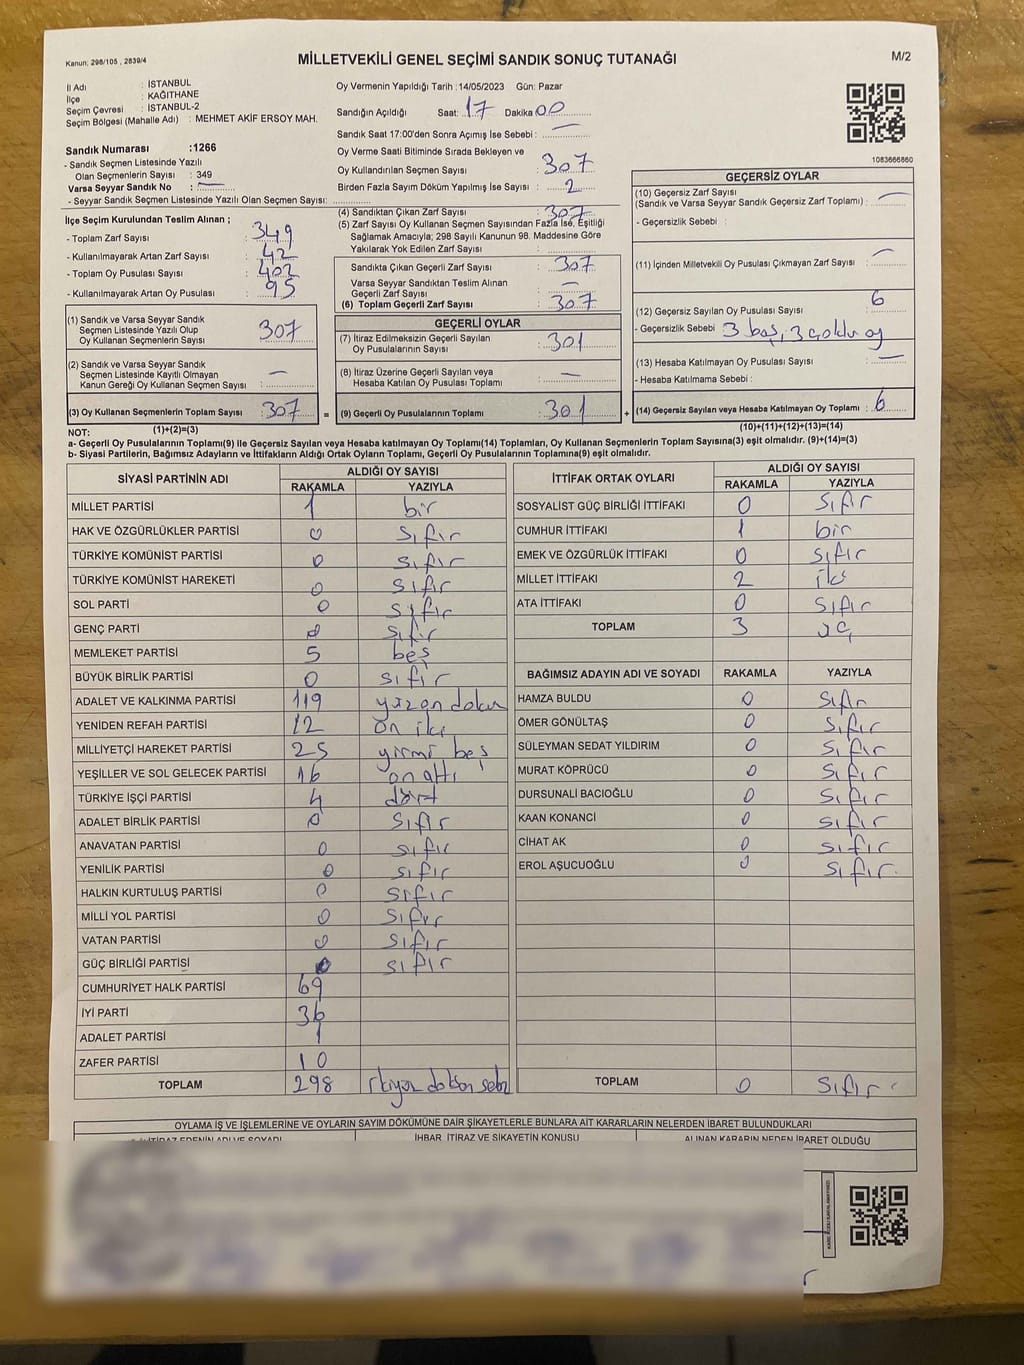 Kanun: 298/105 , 2839/4
MİLLETVEKİLİ GENEL SEÇİMİ SANDIK SONUÇ TUTANAĞI
M/2
İl Adı : İSTANBUL
İlçe : KAĞITHANE
Seçim Çevresi : İSTANBUL-2
Seçim Bölgesi (Mahalle Adı) : MEHMET AKİF ERSOY MAH.
Sandık Numarası :1266
- Sandık Seçmen Listesinde Yazılı
Olan Seçmenlerin Sayısı : 349
Varsa Seyyar Sandık No : —
- Seyyar Sandık Seçmen Listesinde Yazılı Olan Seçmen Sayısı:
Oy Vermenin Yapıldığı Tarih :14/05/2023 Gün: Pazar
Sandığın Açıldığı Saat: 17 Dakika 00
Sandık Saat 17:00'den Sonra Açımış İse Sebebi : —
Oy Verme Saati Bitiminde Sırada Bekleyen ve
Oy Kullandırılan Seçmen Sayısı : 307
Birden Fazla Sayım Döküm Yapılmış İse Sayısı : 2
1083666860
İlçe Seçim Kurulundan Teslim Alınan ;
- Toplam Zarf Sayısı : 349
- Kullanılmayarak Artan Zarf Sayısı : 42
- Toplam Oy Pusulası Sayısı : 402
- Kullanılmayarak Artan Oy Pusulası : 95
(4) Sandıktan Çıkan Zarf Sayısı : 307
(5) Zarf Sayısı Oy Kullanan Seçmen Sayısından Fazla İse, Eşitliği
Sağlamak Amacıyla; 298 Sayılı Kanunun 98. Maddesine Göre
Yakılarak Yok Edilen Zarf Sayısı :
Sandıkta Çıkan Geçerli Zarf Sayısı : 307
Varsa Seyyar Sandıktan Teslim Alınan
Geçerli Zarf Sayısı : —
(6) Toplam Geçerli Zarf Sayısı : 307
GEÇERSİZ OYLAR
(10) Geçersiz Zarf Sayısı
(Sandık ve Varsa Seyyar Sandık Geçersiz Zarf Toplamı) : —
- Geçersizlik Sebebi :
(11) İçinden Milletvekili Oy Pusulası Çıkmayan Zarf Sayısı : —
(12) Geçersiz Sayılan Oy Pusulası Sayısı : 6
- Geçersizlik Sebebi : 3 boş, 3 çoklu oy
(13) Hesaba Katılmayan Oy Pusulası Sayısı : —
- Hesaba Katılmama Sebebi :
(14) Geçersiz Sayılan veya Hesaba Katılmayan Oy Toplamı : 6
(10)+(11)+(12)+(13)=(14)
(1) Sandık ve Varsa Seyyar Sandık
Seçmen Listesinde Yazılı Olup
Oy Kullanan Seçmenlerin Sayısı : 307
(2) Sandık ve Varsa Seyyar Sandık
Seçmen Listesinde Kayıtlı Olmayan
Kanun Gereği Oy Kullanan Seçmen Sayısı : —
(3) Oy Kullanan Seçmenlerin Toplam Sayısı : 307 =
(1)+(2)=(3)
GEÇERLİ OYLAR
(7) İtiraz Edilmeksizin Geçerli Sayılan
Oy Pusulalarının Sayısı : 301
(8) İtiraz Üzerine Geçerli Sayılan veya
Hesaba Katılan Oy Pusulası Toplamı : —
(9) Geçerli Oy Pusulalarının Toplamı : 301 +
NOT:
a- Geçerli Oy Pusulalarının Toplamı(9) ile Geçersiz Sayılan veya Hesaba katılmayan Oy Toplamı(14) Toplamları, Oy Kullanan Seçmenlerin Toplam Sayısına(3) eşit olmalıdır. (9)+(14)=(3)
b- Siyasi Partilerin, Bağımsız Adayların ve İttifakların Aldığı Ortak Oyların Toplamı, Geçerli Oy Pusulalarının Toplamına(9) eşit olmalıdır.
SİYASİ PARTİNİN ADI ALDIĞI OY SAYISI
RAKAMLA YAZIYLA
MİLLET PARTİSİ 1 bir
HAK VE ÖZGÜRLÜKLER PARTİSİ 0 sıfır
TÜRKİYE KOMÜNİST PARTİSİ 0 sıfır
TÜRKİYE KOMÜNİST HAREKETİ 0 sıfır
SOL PARTİ 0 sıfır
GENÇ PARTİ 0 sıfır
MEMLEKET PARTİSİ 5 beş
BÜYÜK BİRLİK PARTİSİ 0 sıfır
ADALET VE KALKINMA PARTİSİ 119 yüzondokuz
YENİDEN REFAH PARTİSİ 12 on iki
MİLLİYETÇİ HAREKET PARTİSİ 25 yirmi beş
YEŞİLLER VE SOL GELECEK PARTİSİ 16 on altı
TÜRKİYE İŞÇİ PARTİSİ 4 dört
ADALET BİRLİK PARTİSİ 0 sıfır
ANAVATAN PARTİSİ 0 sıfır
YENİLİK PARTİSİ 0 sıfır
HALKIN KURTULUŞ PARTİSİ 0 sıfır
MİLLİ YOL PARTİSİ 0 sıfır
VATAN PARTİSİ 0 sıfır
GÜÇ BİRLİĞİ PARTİSİ 0 sıfır
CUMHURİYET HALK PARTİSİ 69
İYİ PARTİ 36
ADALET PARTİSİ 1
ZAFER PARTİSİ 10
TOPLAM 298 ikiyüz doksan sekiz
İTTİFAK ORTAK OYLARI ALDIĞI OY SAYISI
RAKAMLA YAZIYLA
SOSYALİST GÜÇ BİRLİĞİ İTTİFAKI 0 sıfır
CUMHUR İTTİFAKI 1 bir
EMEK VE ÖZGÜRLÜK İTTİFAKI 0 sıfır
MİLLET İTTİFAKI 2 iki
ATA İTTİFAKI 0 sıfır
TOPLAM 3 üç
BAĞIMSIZ ADAYIN ADI VE SOYADI RAKAMLA YAZIYLA
HAMZA BULDU 0 sıfır
ÖMER GÖNÜLTAŞ 0 sıfır
SÜLEYMAN SEDAT YILDIRIM 0 sıfır
MURAT KÖPRÜCÜ 0 sıfır
DURSUNALİ BACIOĞLU 0 sıfır
KAAN KONANCİ 0 sıfır
CİHAT AK 0 sıfır
EROL AŞUCUOĞLU 0 sıfır
TOPLAM 0 sıfır
OYLAMA İŞ VE İŞLEMLERİNE VE OYLARIN SAYIM DÖKÜMÜNE DAİR ŞİKAYETLERLE BUNLARA AİT KARARLARIN NELERDEN İBARET BULUNDUKLARI
İTİRAZ EDENİN ADI VE SOYADI İHBAR, İTİRAZ VE ŞİKAYETİN KONUSU ALINAN KARARIN NEDEN İBARET OLDUĞU